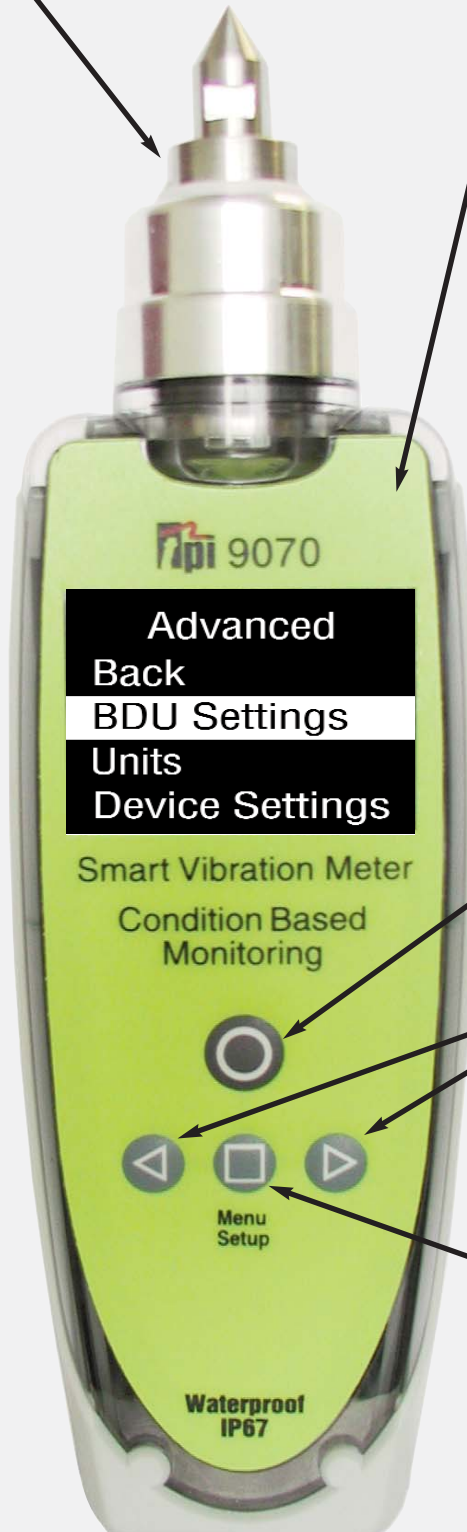 TPI 9070
Advanced
Back
BDU Settings
Units
Device Settings
Smart Vibration Meter
Condition Based
Monitoring
Menu
Setup
Waterproof
IP67